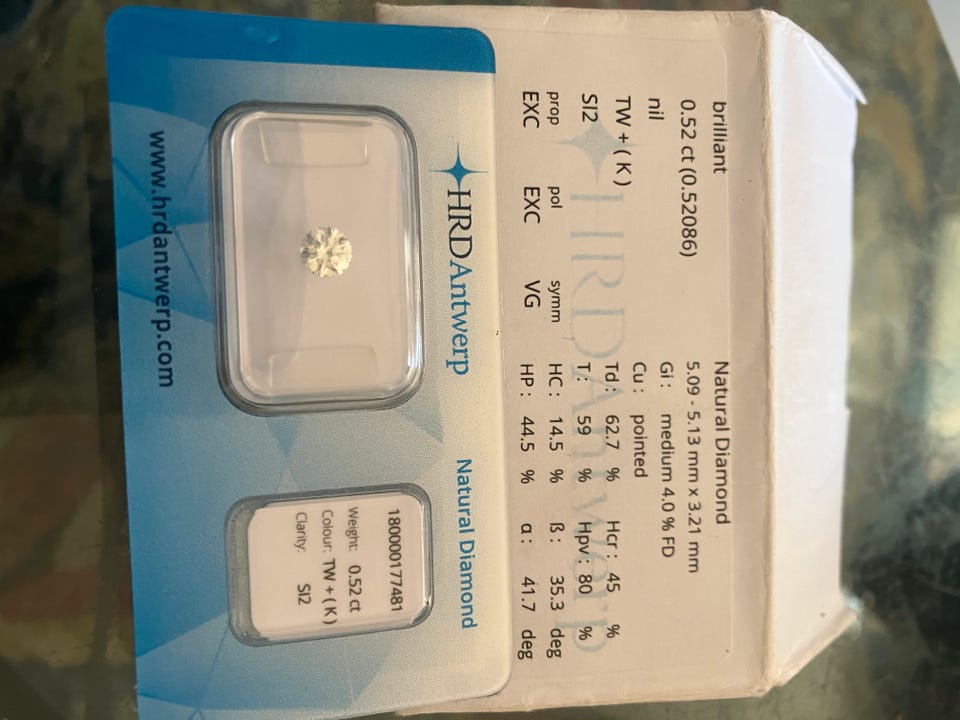 brilliant Natural Diamond
0.52 ct (0.52086) 5.09 - 5.13 mm x 3.21 mm
nil Gi : medium 4.0 % FD
Cu : pointed
TW + ( K ) Td : 62.7 % Hcr : 45 %
SI2 T : 59 % Hpv : 80 %
prop pol symm HC : 14.5 % ß : 35.3 deg
EXC EXC VG HP : 44.5 % α : 41.7 deg
HRDAntwerp
HRDAntwerp
Natural Diamond
180000177481
Weight: 0.52 ct
Colour: TW + ( K )
Clarity: SI2
www.hrdantwerp.com